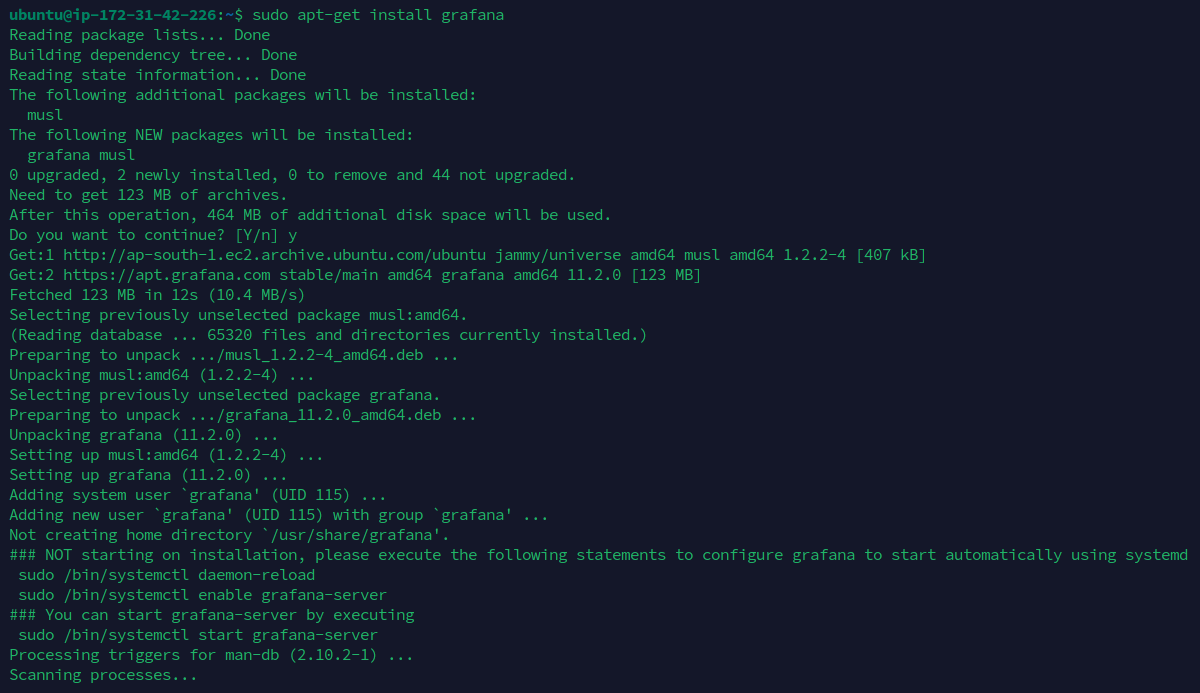 ubuntu@ip-172-31-42-226:~$ sudo apt-get install grafana
Reading package lists... Done
Building dependency tree... Done
Reading state information... Done
The following additional packages will be installed:
  musl
The following NEW packages will be installed:
  grafana musl
0 upgraded, 2 newly installed, 0 to remove and 44 not upgraded.
Need to get 123 MB of archives.
After this operation, 464 MB of additional disk space will be used.
Do you want to continue? [Y/n] y
Get:1 http://ap-south-1.ec2.archive.ubuntu.com/ubuntu jammy/universe amd64 musl amd64 1.2.2-4 [407 kB]
Get:2 https://apt.grafana.com stable/main amd64 grafana amd64 11.2.0 [123 MB]
Fetched 123 MB in 12s (10.4 MB/s)
Selecting previously unselected package musl:amd64.
(Reading database ... 65320 files and directories currently installed.)
Preparing to unpack .../musl_1.2.2-4_amd64.deb ...
Unpacking musl:amd64 (1.2.2-4) ...
Selecting previously unselected package grafana.
Preparing to unpack .../grafana_11.2.0_amd64.deb ...
Unpacking grafana (11.2.0) ...
Setting up musl:amd64 (1.2.2-4) ...
Setting up grafana (11.2.0) ...
Adding system user `grafana' (UID 115) ...
Adding new user `grafana' (UID 115) with group `grafana' ...
Not creating home directory `/usr/share/grafana'.
### NOT starting on installation, please execute the following statements to configure grafana to start automatically using systemd
 sudo /bin/systemctl daemon-reload
 sudo /bin/systemctl enable grafana-server
### You can start grafana-server by executing
 sudo /bin/systemctl start grafana-server
Processing triggers for man-db (2.10.2-1) ...
Scanning processes...